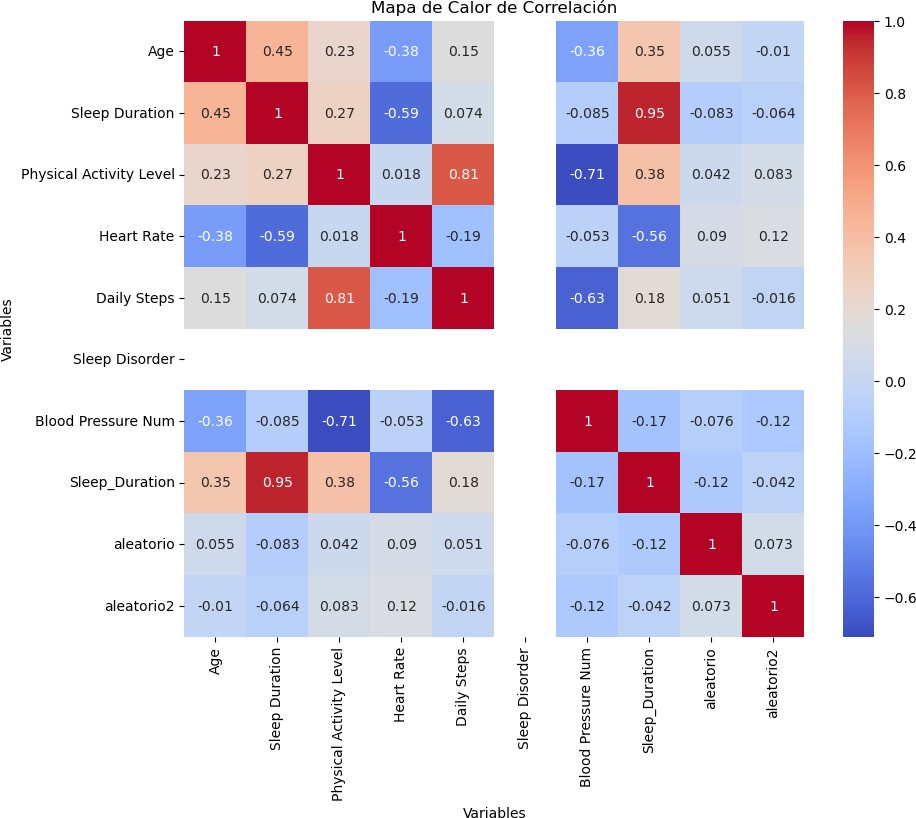 Mapa de Calor de Correlación
Variables
Age 1 0.45 0.23 -0.38 0.15 -0.36 0.35 0.055 -0.01
Sleep Duration 0.45 1 0.27 -0.59 0.074 -0.085 0.95 -0.083 -0.064
Physical Activity Level 0.23 0.27 1 0.018 0.81 -0.71 0.38 0.042 0.083
Heart Rate -0.38 -0.59 0.018 1 -0.19 -0.053 -0.56 0.09 0.12
Daily Steps 0.15 0.074 0.81 -0.19 1 -0.63 0.18 0.051 -0.016
Sleep Disorder
Blood Pressure Num -0.36 -0.085 -0.71 -0.053 -0.63 1 -0.17 -0.076 -0.12
Sleep_Duration 0.35 0.95 0.38 -0.56 0.18 -0.17 1 -0.12 -0.042
aleatorio 0.055 -0.083 0.042 0.09 0.051 -0.076 -0.12 1 0.073
aleatorio2 -0.01 -0.064 0.083 0.12 -0.016 -0.12 -0.042 0.073 1
Age
Sleep Duration
Physical Activity Level
Heart Rate
Daily Steps
Sleep Disorder
Blood Pressure Num
Sleep_Duration
aleatorio
aleatorio2
Variables
1.0
0.8
0.6
0.4
0.2
0.0
−0.2
−0.4
−0.6